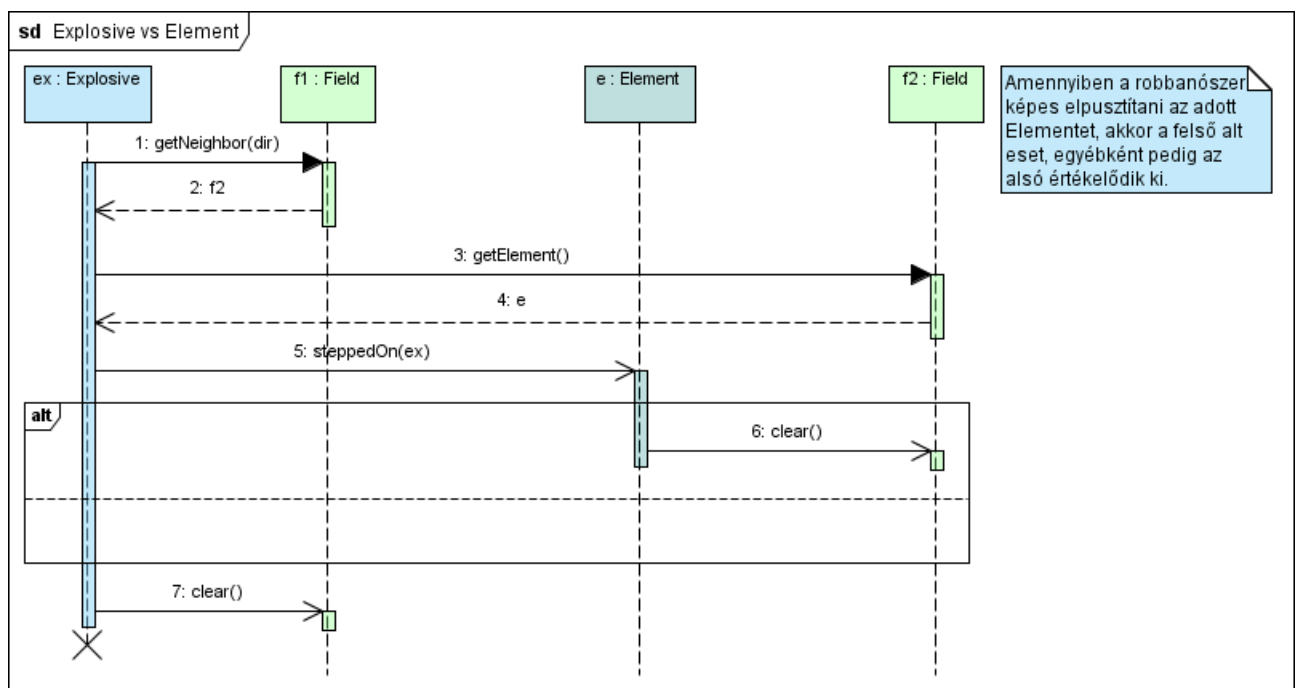 sd Explosive vs Element
ex : Explosive
f1 : Field
e : Element
f2 : Field
Amennyiben a robbanószer
képes elpusztítani az adott
Elementet, akkor a felső alt
eset, egyébként pedig az
alsó értékelődik ki.
1: getNeighbor(dir)
2: f2
3: getElement()
4: e
5: steppedOn(ex)
alt
6: clear()
7: clear()